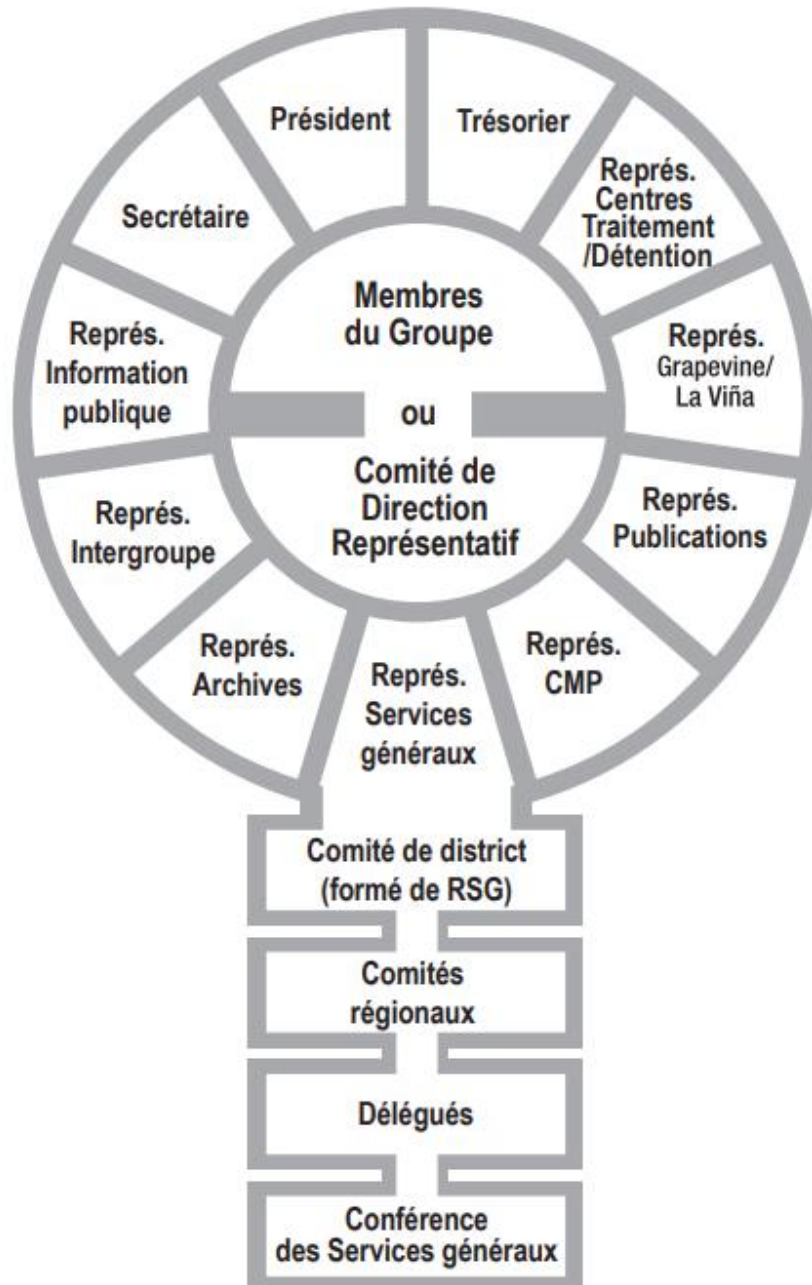 Président
Trésorier
Secrétaire
Représ.
Centres
Traitement
/Détention
Membres
du Groupe
Représ.
Information
publique
Représ.
Grapevine/
La Viña
ou
Comité de
Direction
Représentatif
Représ.
Intergroupe
Représ.
Publications
Représ.
Archives
Représ.
Services
généraux
Représ.
CMP
Comité de district
(formé de RSG)
Comités
régionaux
Délégués
Conférence
des Services généraux